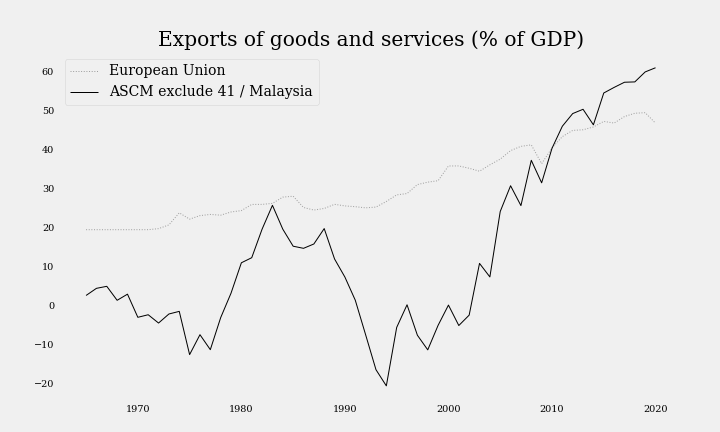 Exports of goods and services (% of GDP)
European Union
ASCM exclude 41 / Malaysia
60
50
40
30
20
10
0
−10
−20
1970 1980 1990 2000 2010 2020